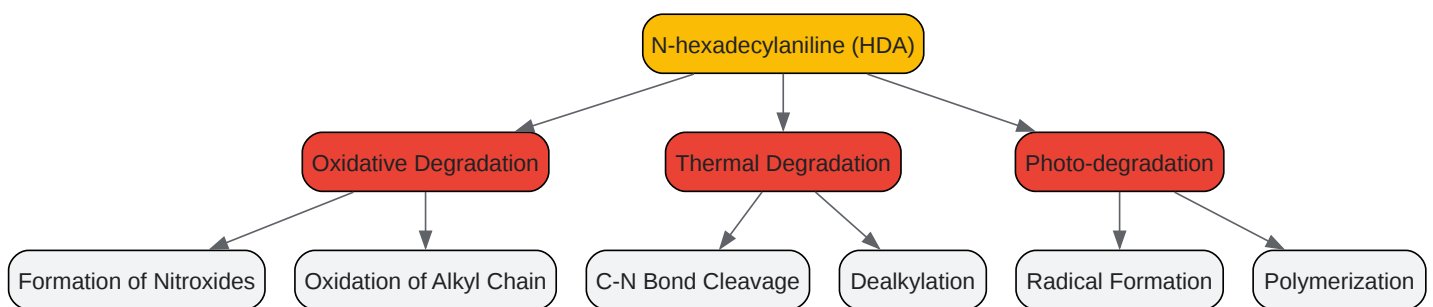 N-hexadecylaniline (HDA)
Oxidative Degradation
Thermal Degradation
Photo-degradation
Formation of Nitroxides
Oxidation of Alkyl Chain
C-N Bond Cleavage
Dealkylation
Radical Formation
Polymerization